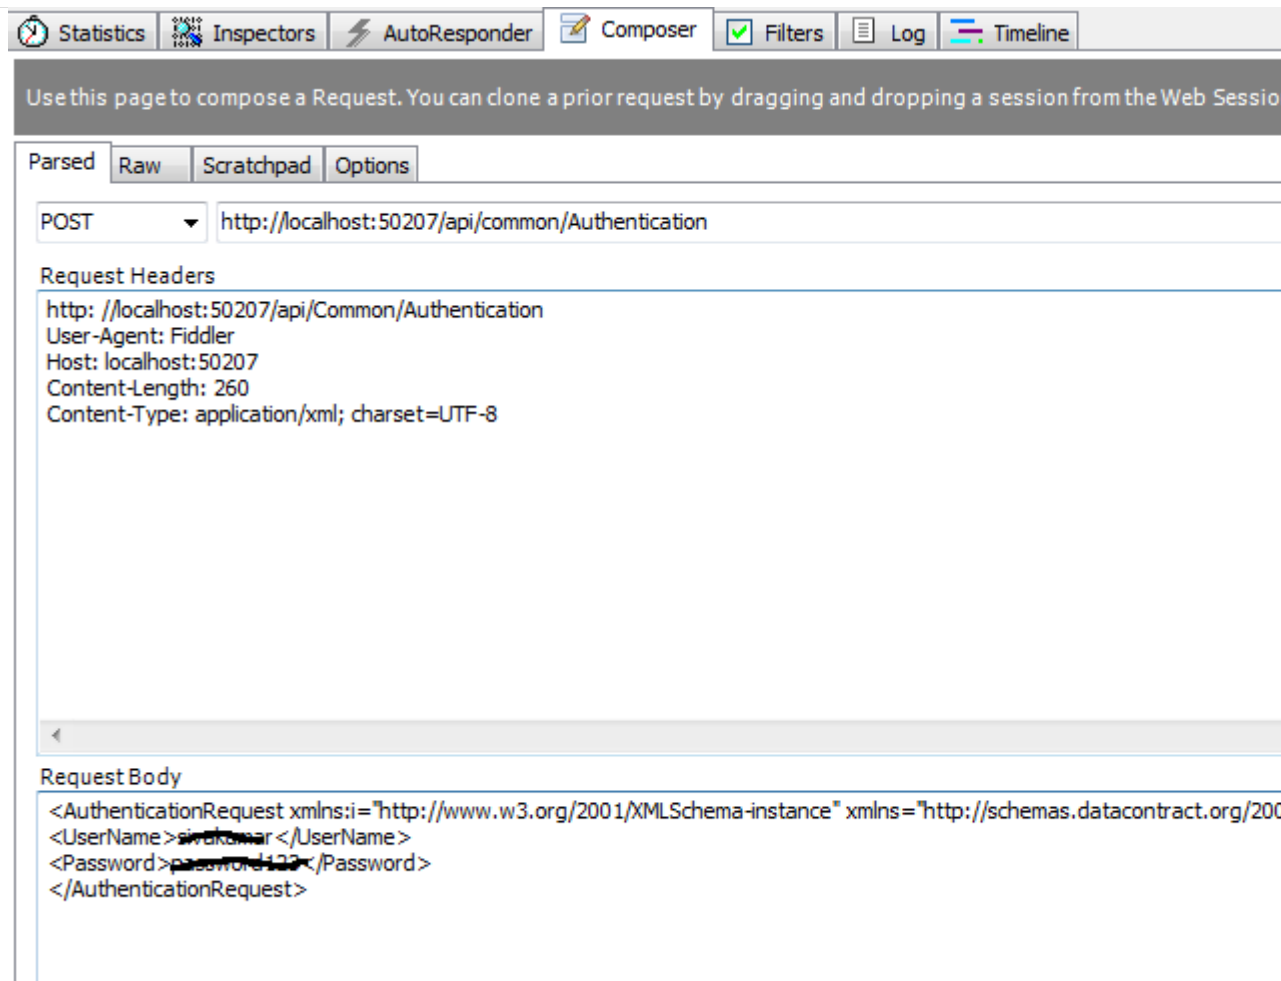 Statistics Inspectors AutoResponder Composer Filters Log Timeline
Use this page to compose a Request. You can clone a prior request by dragging and dropping a session from the Web Sessio
Parsed Raw Scratchpad Options
POST http://localhost:50207/api/common/Authentication
Request Headers
http: //localhost:50207/api/Common/Authentication
User-Agent: Fiddler
Host: localhost:50207
Content-Length: 260
Content-Type: application/xml; charset=UTF-8
Request Body
<AuthenticationRequest xmlns:i="http://www.w3.org/2001/XMLSchema-instance" xmlns="http://schemas.datacontract.org/200
<UserName></UserName>
<Password></Password>
</AuthenticationRequest>